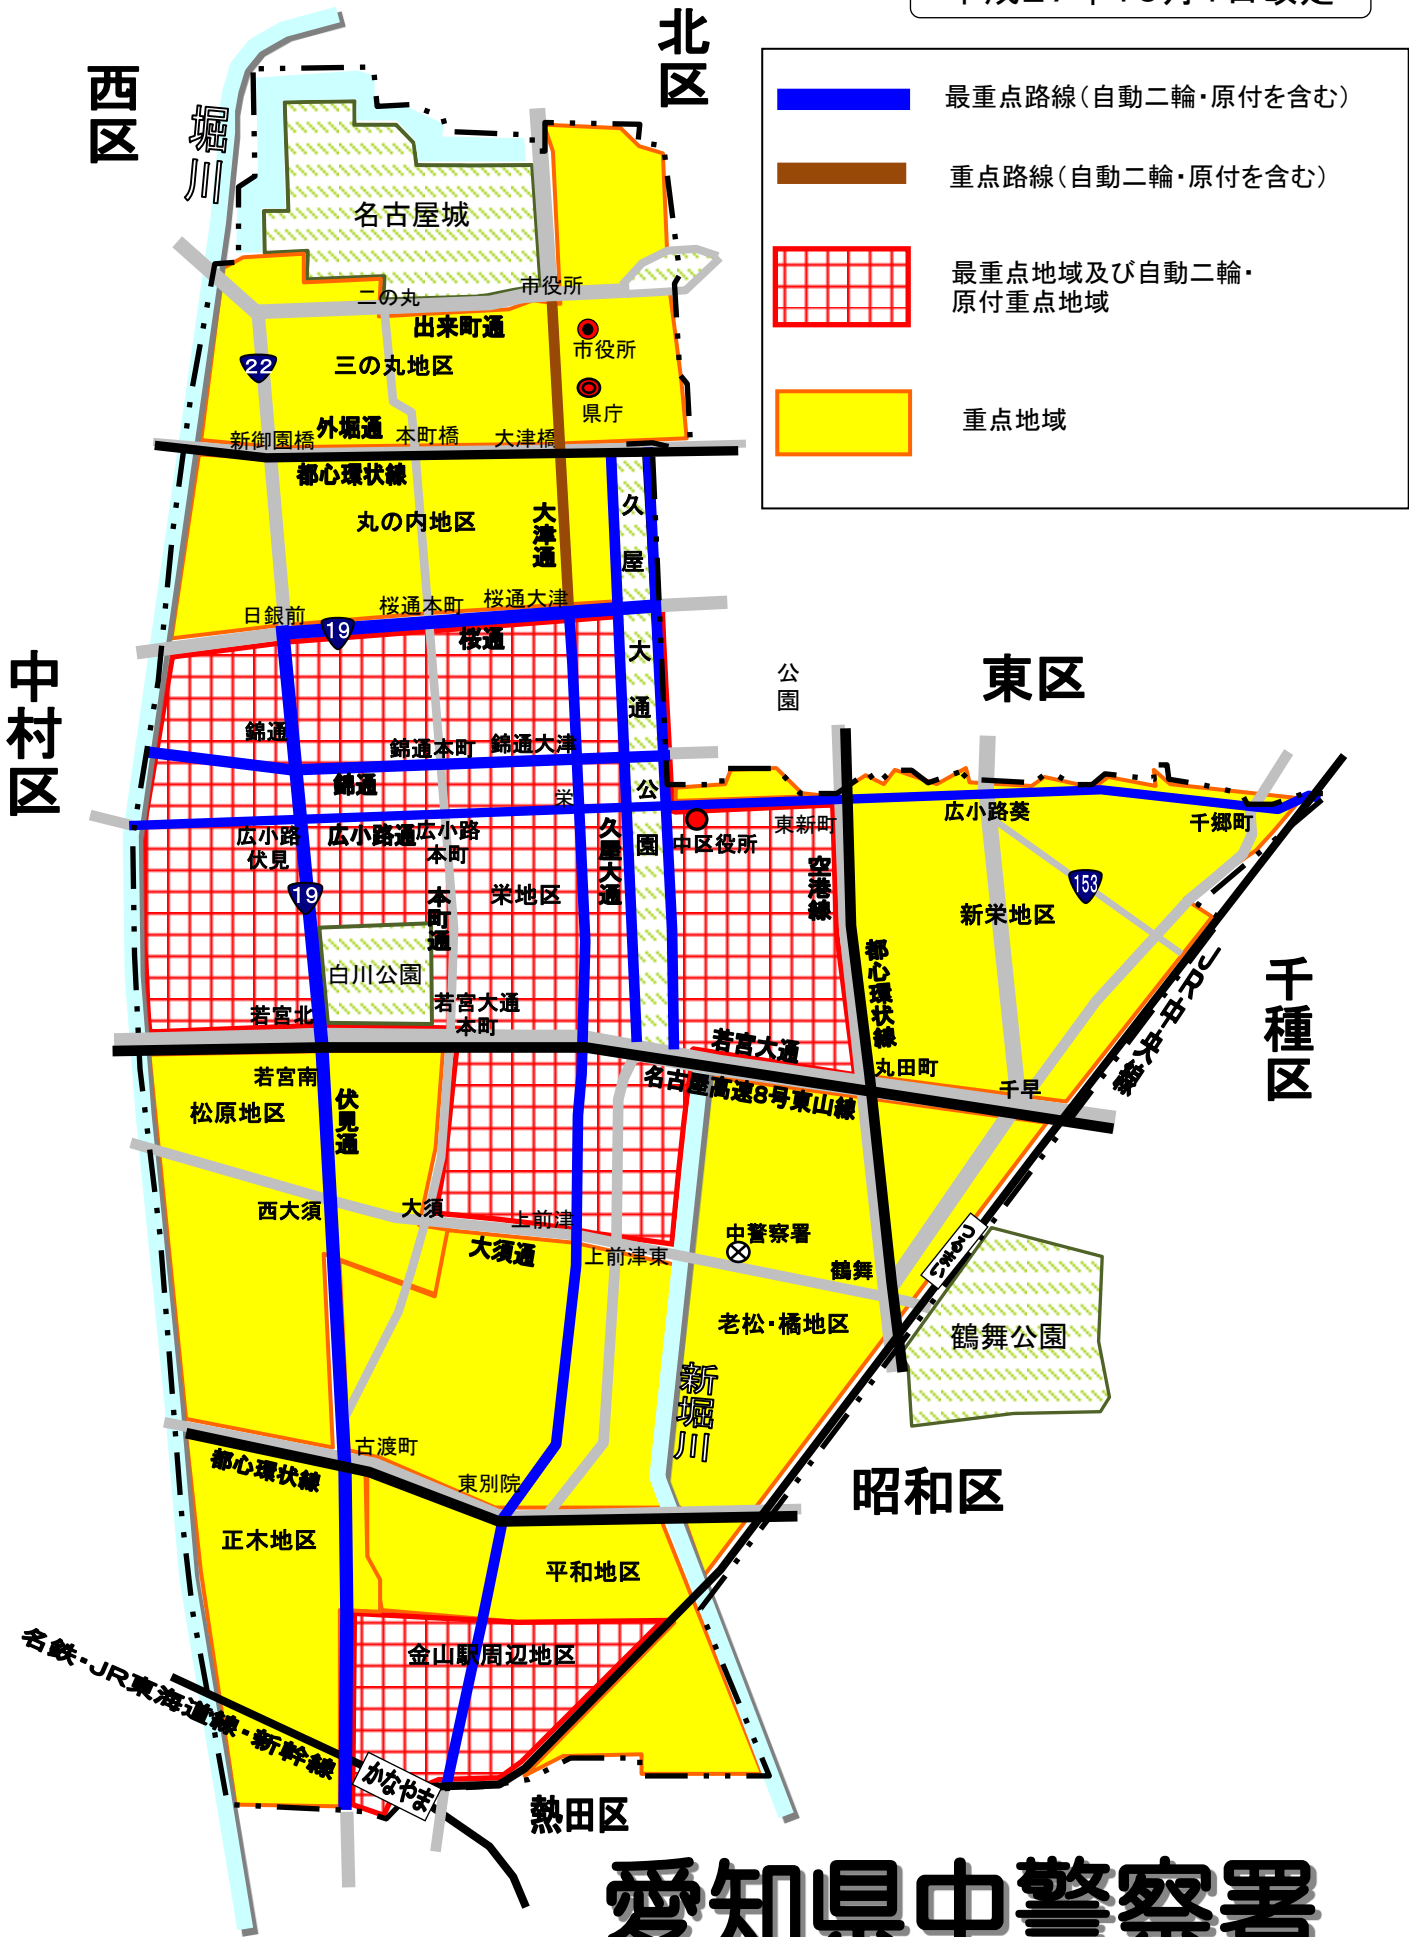 平成27年10月1日改定
北区
西区
堀川
最重点路線（自動二輪・原付を含む）
重点路線（自動二輪・原付を含む）
最重点地域及び自動二輪・
原付重点地域
重点地域
名古屋城
市役所
二の丸
出来町通
市役所
22
三の丸地区
県庁
外堀通
新御園橋
本町橋
大津橋
都心環状線
久屋大通公園
丸の内地区
大津通
日銀前
桜通本町
桜通大津
19
桜通
中村区
東区
公園
錦通
錦通本町
錦通大津
錦通
栄
広小路
伏見
広小路通
広小路
本町
久屋大通
中区役所
東新町
広小路葵
千郷町
空港線
19
本町通
栄地区
153
新栄地区
都心環状線
JR中央線
千種区
白川公園
若宮北
若宮大通
本町
若宮大通
丸田町
若宮南
名古屋高速8号東山線
千早
松原地区
伏見通
西大須
大須
上前津
大須通
上前津東
中警察署
鶴舞
つるまい
老松・橘地区
鶴舞公園
新堀川
古渡町
都心環状線
東別院
昭和区
正木地区
平和地区
金山駅周辺地区
名鉄・JR東海道線・新幹線
かなやま
熱田区
愛知県中警察署